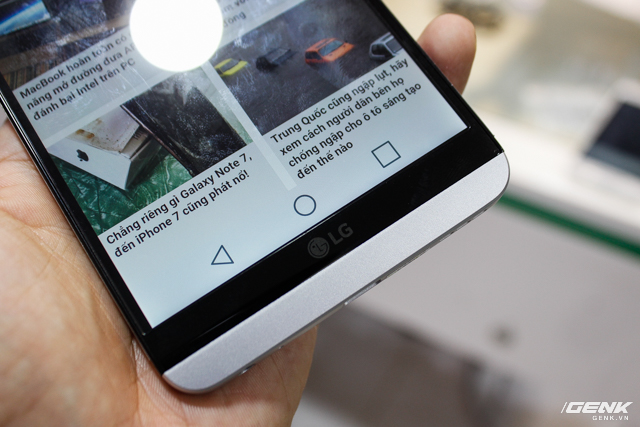 MacBook hoàn toàn có
năng mở đường đưa A
đánh bại Intel trên PC
Chẳng riêng gì Galaxy Note 7,
đến iPhone 7 cũng phát nổ!
Trung Quốc cũng ngập lụt, hãy
xem cách người dân bên họ
chống ngập cho ô tô sáng tạo
đến thế nào
LG
GENK
GENK.VN